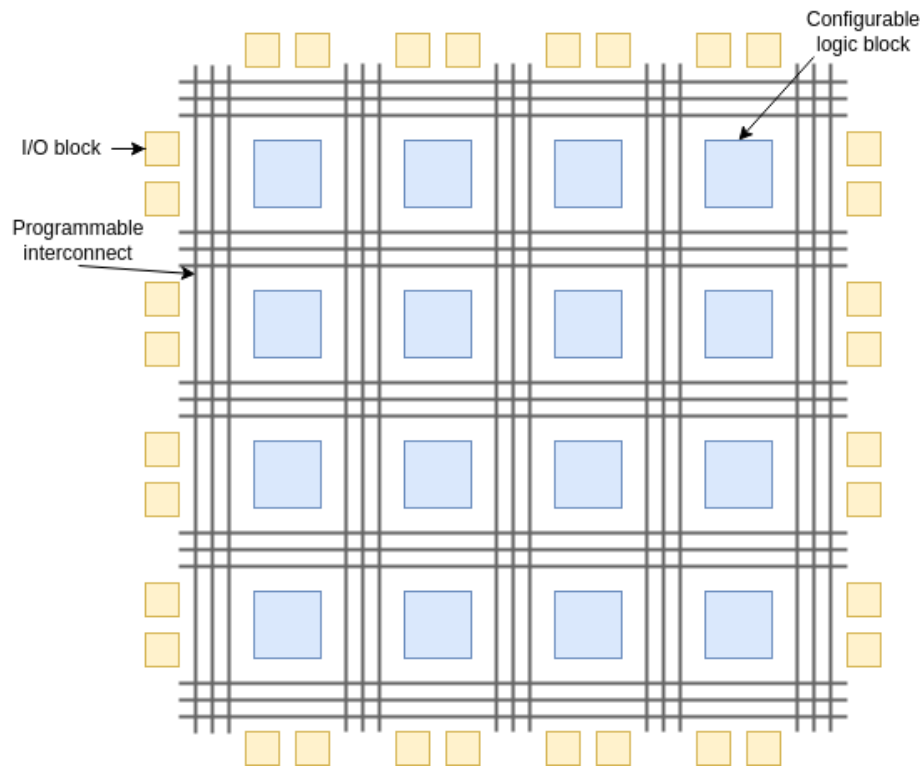 Configurable
logic block
I/O block
Programmable
interconnect